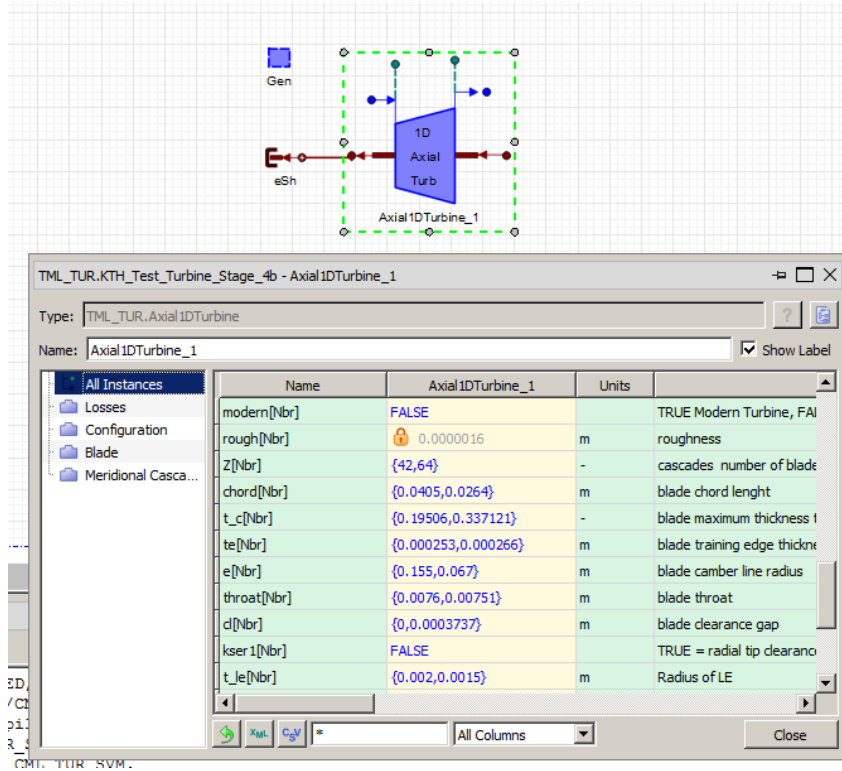 Gen
1D
Axial
Turb
eSh
Axial1DTurbine_1
TML_TUR.KTH_Test_Turbine_Stage_4b - Axial1DTurbine_1
Type: TML_TUR.Axial1DTurbine ?
Name: Axial1DTurbine_1 Show Label
All Instances
Losses
Configuration
Blade
Meridional Casca...
Name Axial1DTurbine_1 Units
modern[Nbr] FALSE TRUE Modern Turbine, FAL
rough[Nbr] 0.0000016 m roughness
Z[Nbr] {42,64} - cascades number of blade
chord[Nbr] {0.0405,0.0264} m blade chord lenght
t_c[Nbr] {0.19506,0.337121} - blade maximum thickness t
te[Nbr] {0.000253,0.000266} m blade training edge thickne
e[Nbr] {0.155,0.067} m blade camber line radius
throat[Nbr] {0.0076,0.00751} m blade throat
cl[Nbr] {0,0.0003737} m blade clearance gap
kser1[Nbr] FALSE TRUE = radial tip clearanc
t_le[Nbr] {0.002,0.0015} m Radius of LE
XML CSV * All Columns Close
CML_TUR_SVM.